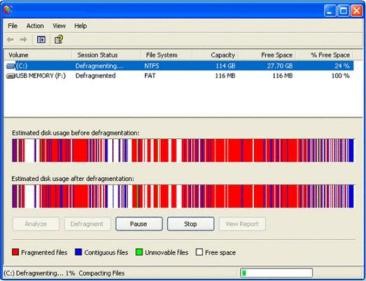 File Action View Help
Volume Session Status File System Capacity Free Space % Free Space
(C:) Defragmenting... NTFS 114 GB 27.70 GB 24 %
USB MEMORY (F:) Defragmented FAT 116 MB 116 MB 100 %
Estimated disk usage before defragmentation:
Estimated disk usage after defragmentation:
Analyze Defragment Pause Stop View Report
Fragmented files Contiguous files Unmovable files Free space
(C:) Defragmenting... 1% Compacting Files